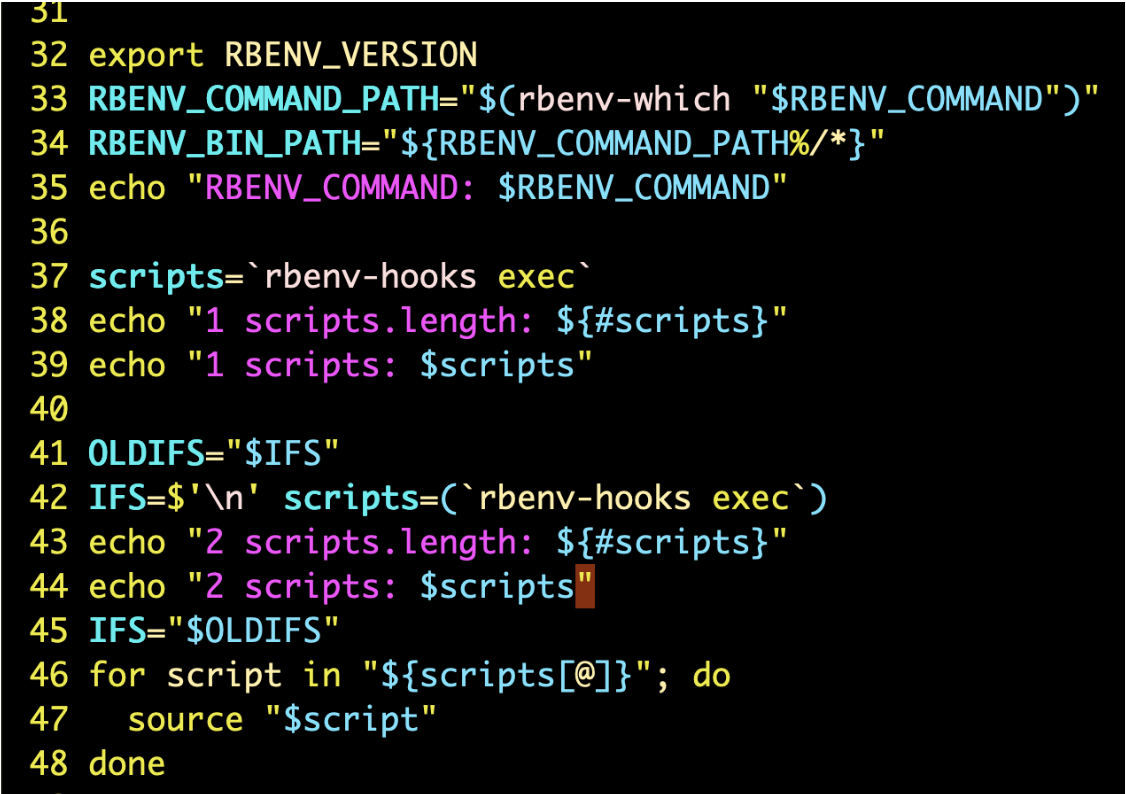 31
32 export RBENV_VERSION
33 RBENV_COMMAND_PATH="$(rbenv-which "$RBENV_COMMAND")"
34 RBENV_BIN_PATH="${RBENV_COMMAND_PATH%/*}"
35 echo "RBENV_COMMAND: $RBENV_COMMAND"
36
37 scripts=`rbenv-hooks exec`
38 echo "1 scripts.length: ${#scripts}"
39 echo "1 scripts: $scripts"
40
41 OLDIFS="$IFS"
42 IFS=$'\n' scripts=(`rbenv-hooks exec`)
43 echo "2 scripts.length: ${#scripts}"
44 echo "2 scripts: $scripts"
45 IFS="$OLDIFS"
46 for script in "${scripts[@]}"; do
47   source "$script"
48 done